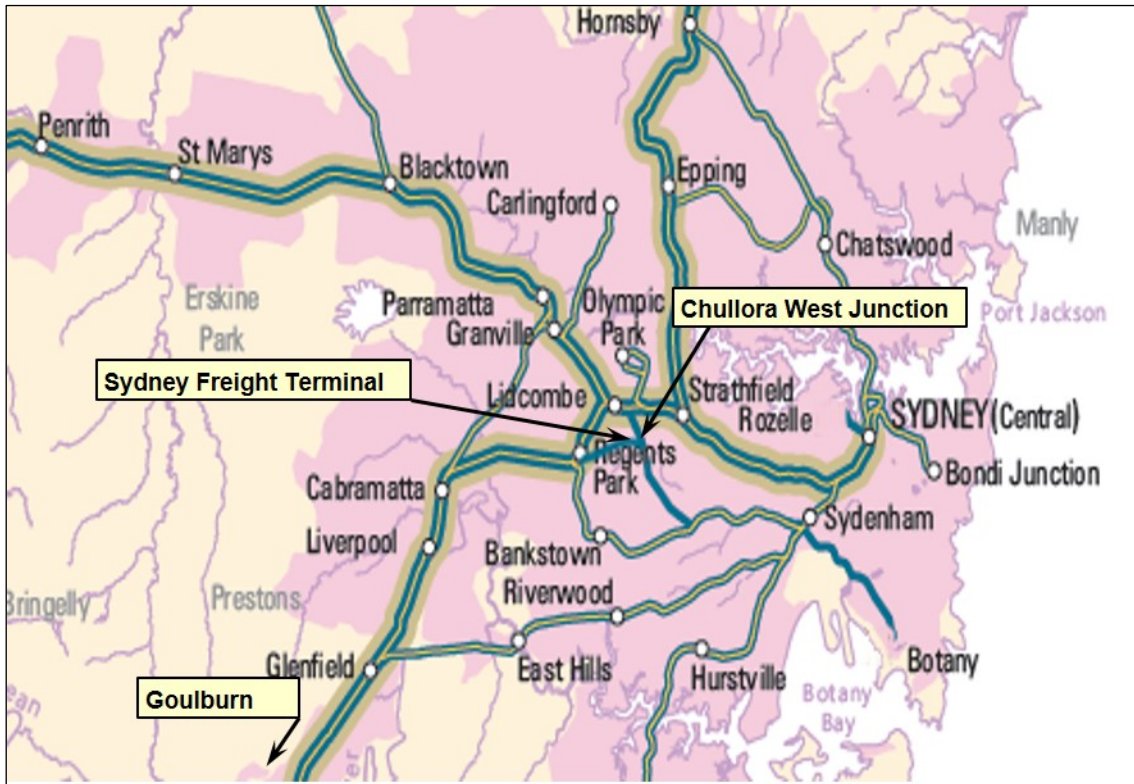 Hornsby
Penrith
St Marys
Blacktown
Epping
Carlingford
Manly
Chatswood
Erskine
Park
Parramatta
Granville
Olympic
Park
Chullora West Junction
Port Jackson
Sydney Freight Terminal
Lidcombe
Strathfield
Rozelle
SYDNEY (Central)
Regents
Park
Bondi Junction
Cabramatta
Sydenham
Liverpool
Bankstown
Bringelly
Prestons
Riverwood
Glenfield
East Hills
Hurstville
Botany
Goulburn
Botany
Bay